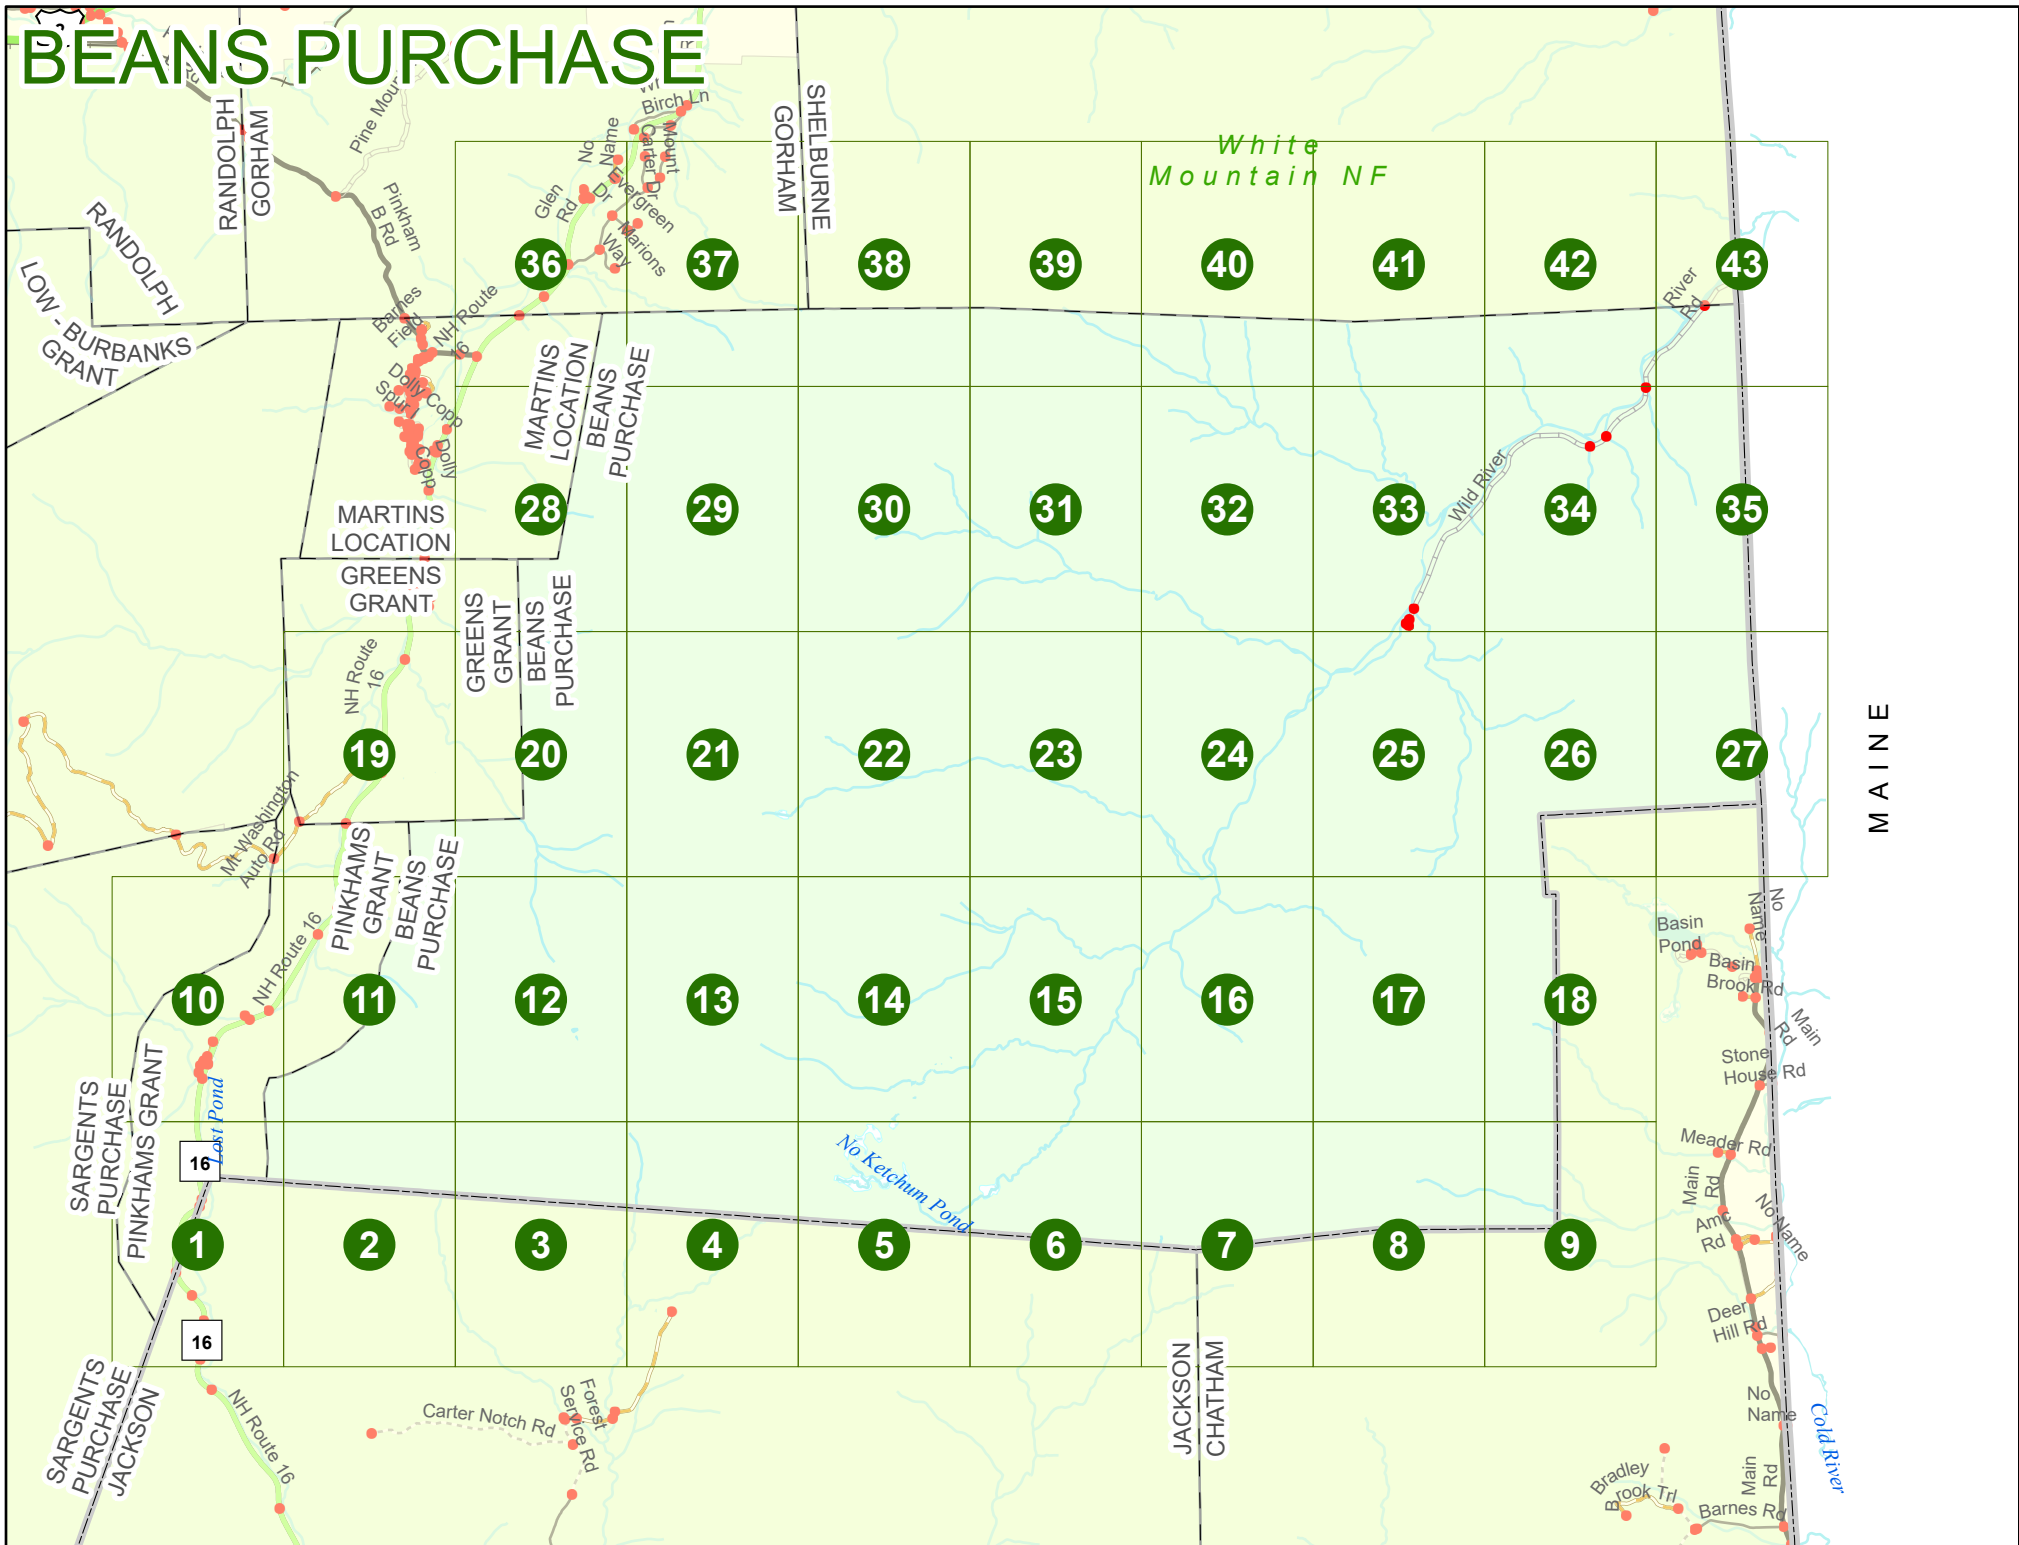 2
BEANS PURCHASE
Pine Mou
Birch Ln
RANDOLPH
GORHAM
No
Name
Carter Dr
Mount
GORHAM
SHELBURNE
White
Mountain NF
Glen
Rd
Evergreen
Dr
Marions
Way
Pinkham
B Rd
RANDOLPH
LOW - BURBANKS
GRANT
36
37
38
39
40
41
42
43
River
Rd
Barnes
Field
NH Route
16
MARTINS
LOCATION
BEANS
PURCHASE
Dolly Copp
Spur I
Dolly
Copp
Wild River
28
29
30
31
32
33
34
35
MARTINS
LOCATION
GREENS
GRANT
GREENS
GRANT
BEANS
PURCHASE
NH Route
16
MAINE
19
20
21
22
23
24
25
26
27
Mt Washington
Auto Rd
PINKHAMS
GRANT
BEANS
PURCHASE
NH Route 16
No
Name
Basin
Pond
Basin
Brook Rd
10
11
12
13
14
15
16
17
18
Main
Rd
Stone
House Rd
SARGENTS
PURCHASE
PINKHAMS GRANT
Lost Pond
16
No Ketchum Pond
Meader Rd
Main
Rd
Amc
Rd
No Name
1
2
3
4
5
6
7
8
9
Deer
Hill Rd
16
JACKSON
CHATHAM
SARGENTS
PURCHASE
JACKSON
NH Route 16
Carter Notch Rd
Forest
Service Rd
No
Name
Cold River
Main
Rd
Bradley
Brook Trl
Barnes Rd